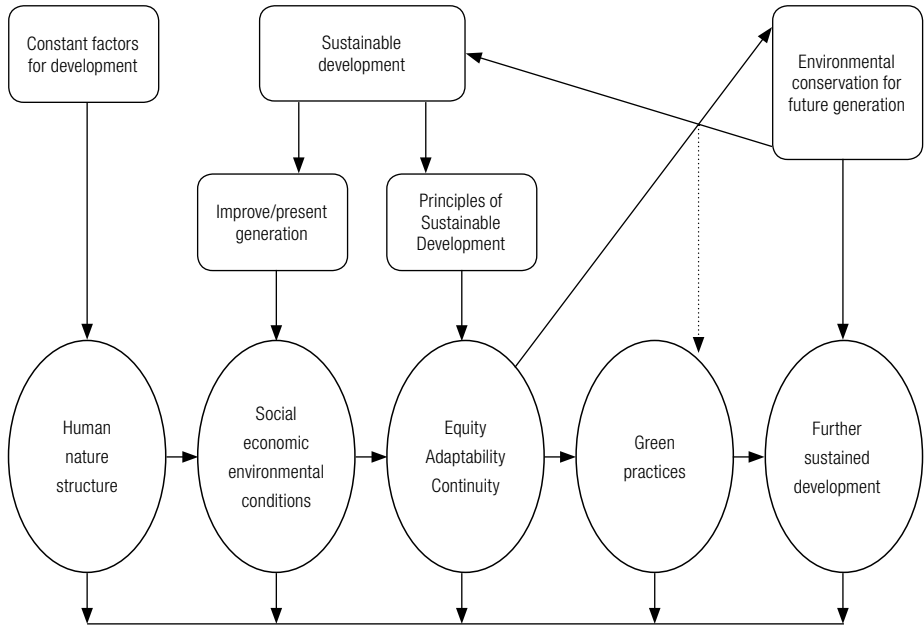 Constant factors
for development
Sustainable
development
Environmental
conservation for
future generation
Improve/present
generation
Principles of
Sustainable
Development
Human
nature
structure
Social
economic
environmental
conditions
Equity
Adaptability
Continuity
Green
practices
Further
sustained
development